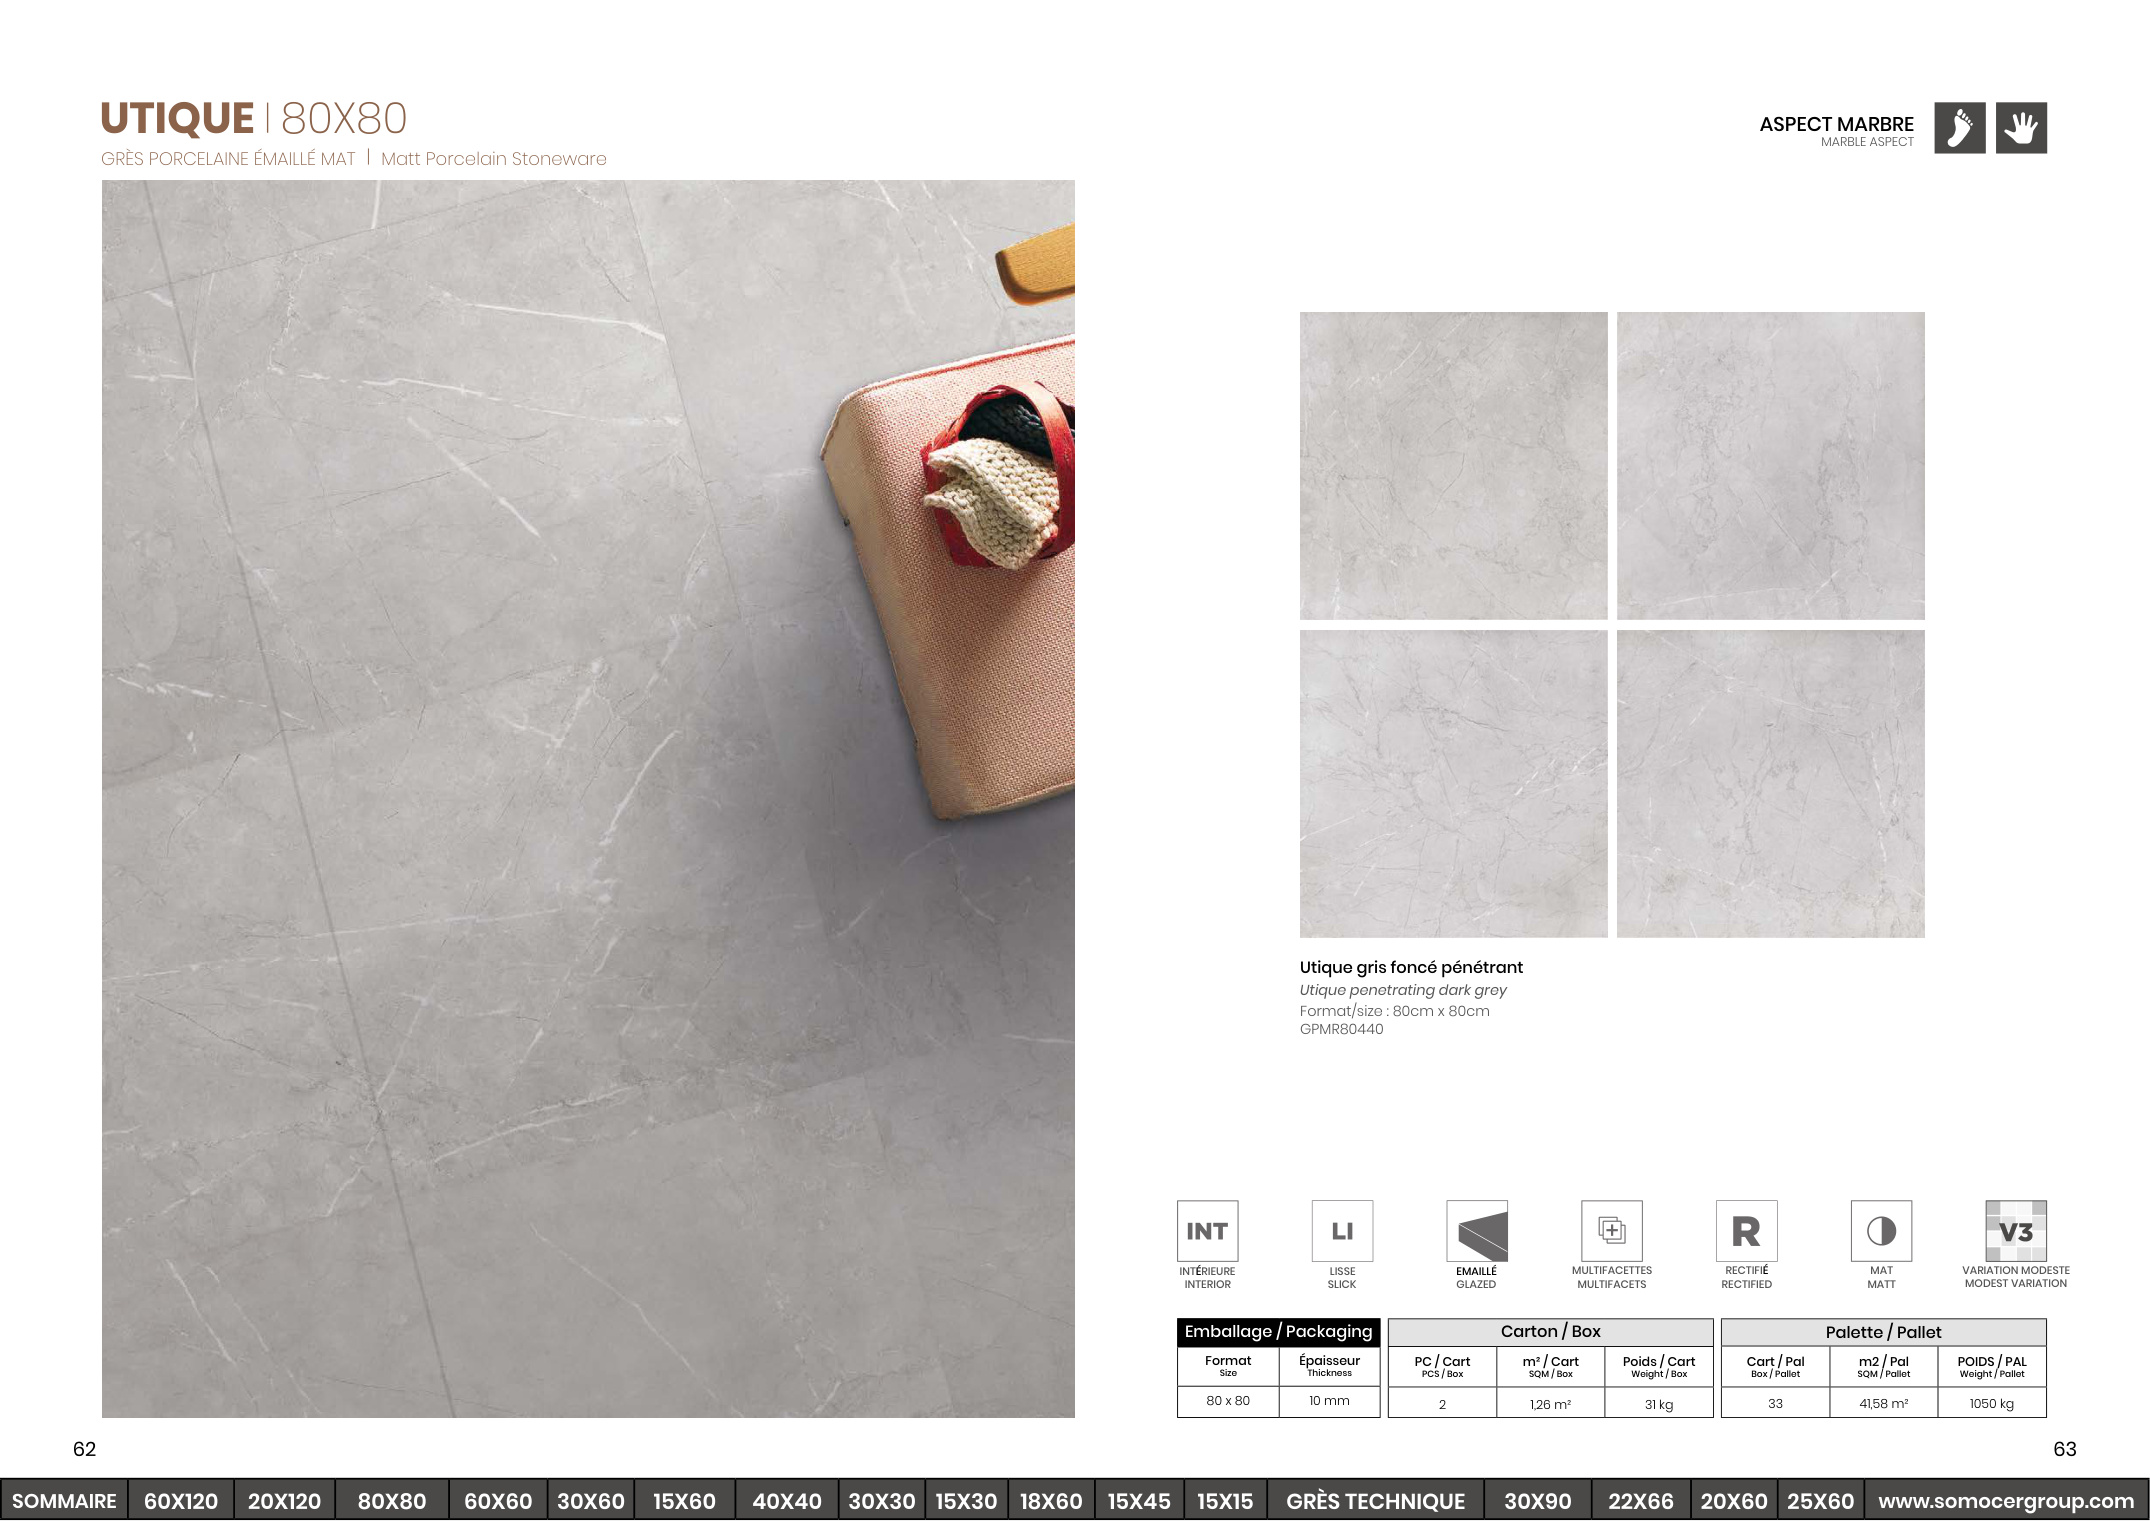 UTIQUE | 80X80
GRÈS PORCELAINE ÉMAILLÉ MAT | Matt Porcelain Stoneware
ASPECT MARBRE
MARBLE ASPECT
Utique gris foncé pénétrant
Utique penetrating dark grey
Format/size : 80cm x 80cm
GPMR80440
INT LI R V3
INTÉRIEURE LISSE EMAILLÉ MULTIFACETTES RECTIFIÉ MAT VARIATION MODESTE
INTERIOR SLICK GLAZED MULTIFACETS RECTIFIED MATT MODEST VARIATION
Emballage / Packaging Carton / Box Palette / Pallet
Format Épaisseur PC / Cart m² / Cart Poids / Cart Cart / Pal m2 / Pal POIDS / PAL
Size Thickness PCS / Box SQM / Box Weight / Box Box / Pallet SQM / Pallet Weight / Pallet
80 x 80 10 mm 2 1,26 m² 31 kg 33 41,58 m² 1050 kg
62 63
SOMMAIRE 60X120 20X120 80X80 60X60 30X60 15X60 40X40 30X30 15X30 18X60 15X45 15X15 GRÈS TECHNIQUE 30X90 22X66 20X60 25X60 www.somocergroup.com